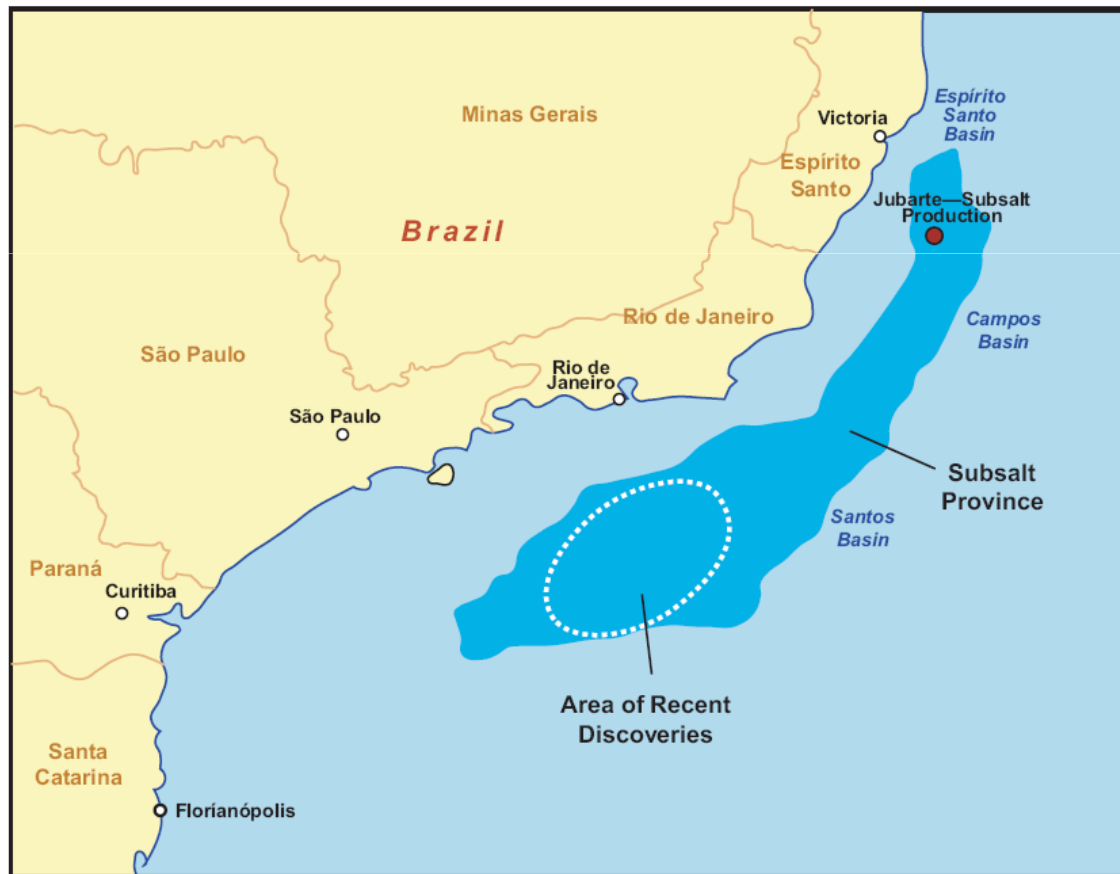 Espírito
Santo
Basin
Minas Gerais
Victoria
Espírito
Santo
Jubarte—Subsalt
Production
Brazil
Rio de Janeiro
Campos
Basin
São Paulo
Rio de
Janeiro
São Paulo
Subsalt
Province
Santos
Basin
Paraná
Curitiba
Area of Recent
Discoveries
Santa
Catarina
Floríanópolis